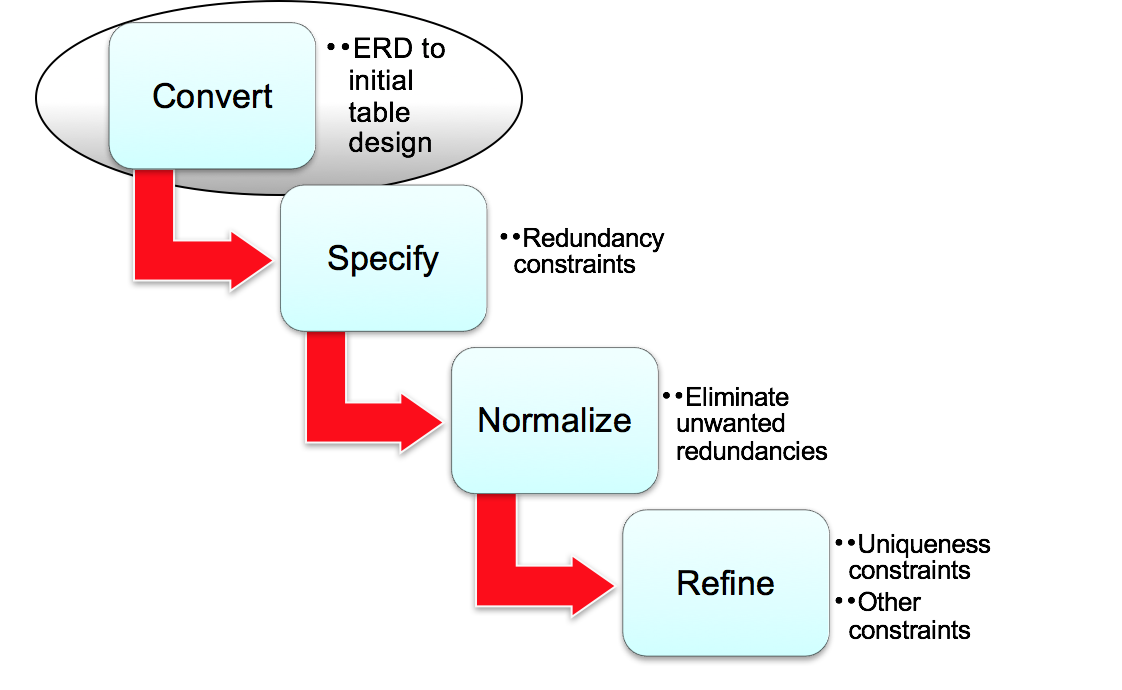 Convert
••ERD to
initial
table
design
Specify
••Redundancy
constraints
Normalize
••Eliminate
unwanted
redundancies
Refine
••Uniqueness
constraints
••Other
constraints